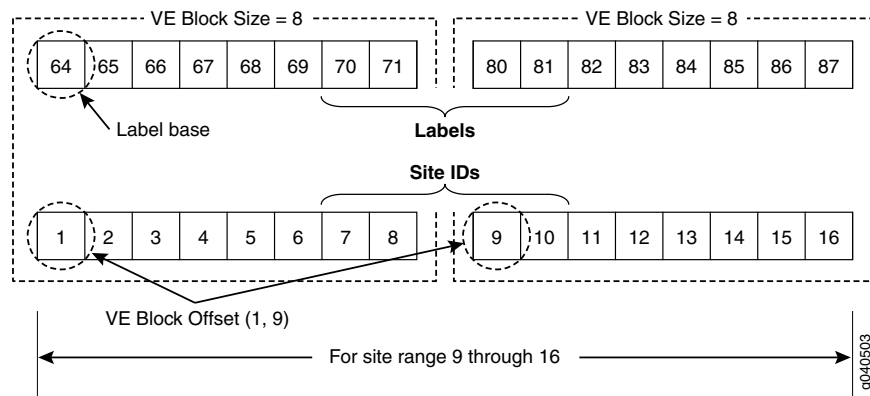 VE Block Size = 8 VE Block Size = 8
64 65 66 67 68 69 70 71 80 81 82 83 84 85 86 87
Label base
Labels
Site IDs
1 2 3 4 5 6 7 8 9 10 11 12 13 14 15 16
VE Block Offset (1, 9)
For site range 9 through 16
g040503